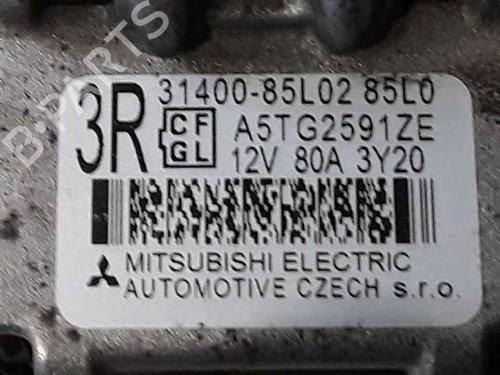 B-PARTS
31400-85L02 85L0
3R CF GL A5TG2591ZE
12V 80A 3Y20
MITSUBISHI ELECTRIC
AUTOMOTIVE CZECH s.r.o.